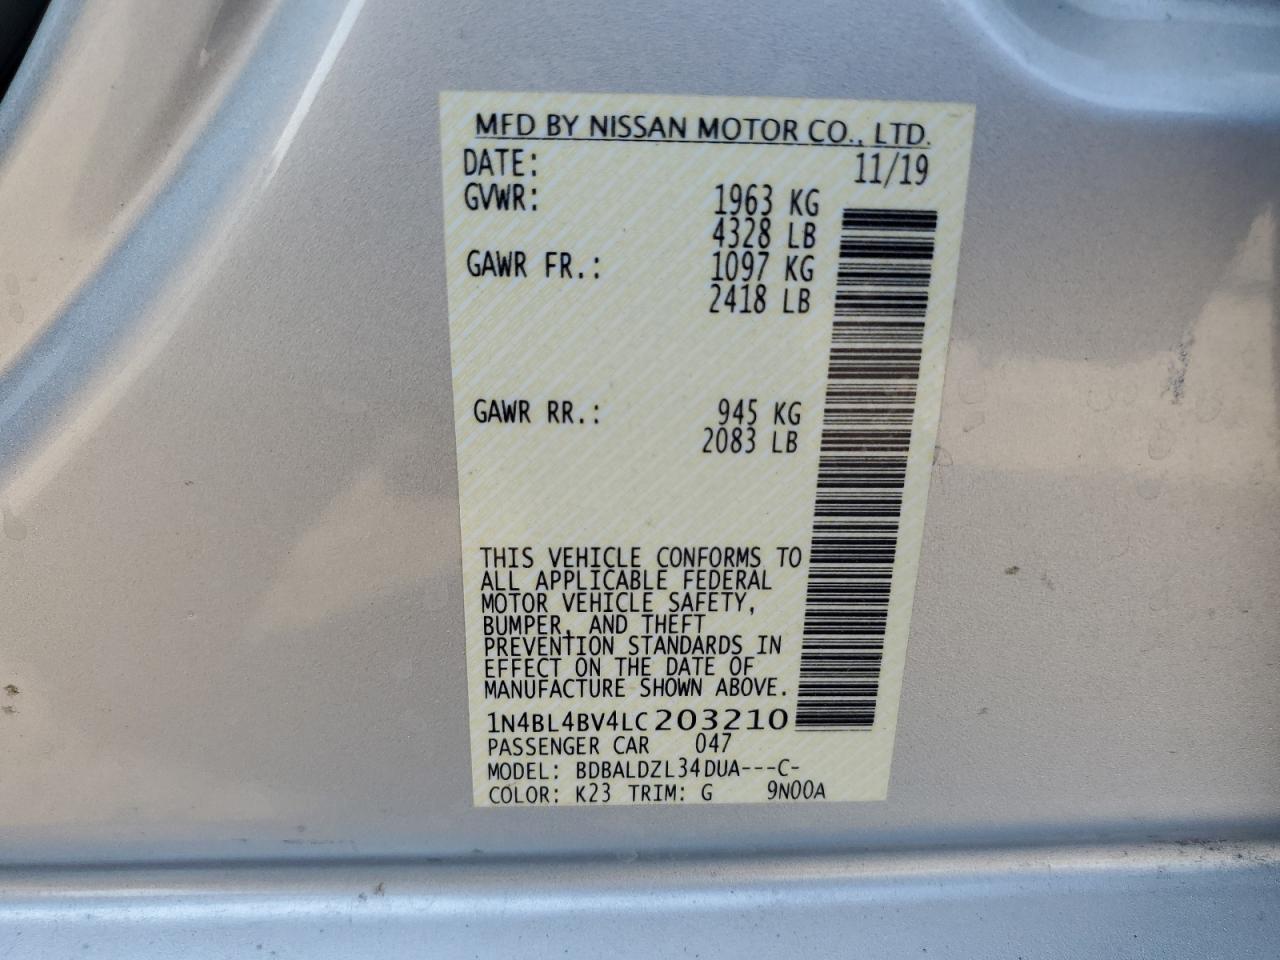 MFD BY NISSAN MOTOR CO., LTD.
DATE: 11/19
GVWR: 1963 KG
4328 LB
GAWR FR.: 1097 KG
2418 LB
GAWR RR.: 945 KG
2083 LB
THIS VEHICLE CONFORMS TO
ALL APPLICABLE FEDERAL
MOTOR VEHICLE SAFETY,
BUMPER, AND THEFT
PREVENTION STANDARDS IN
EFFECT ON THE DATE OF
MANUFACTURE SHOWN ABOVE.
1N4BL4BV4LC203210
PASSENGER CAR 047
MODEL: BDBALDZL34DUA---C-
COLOR: K23 TRIM: G 9N00A